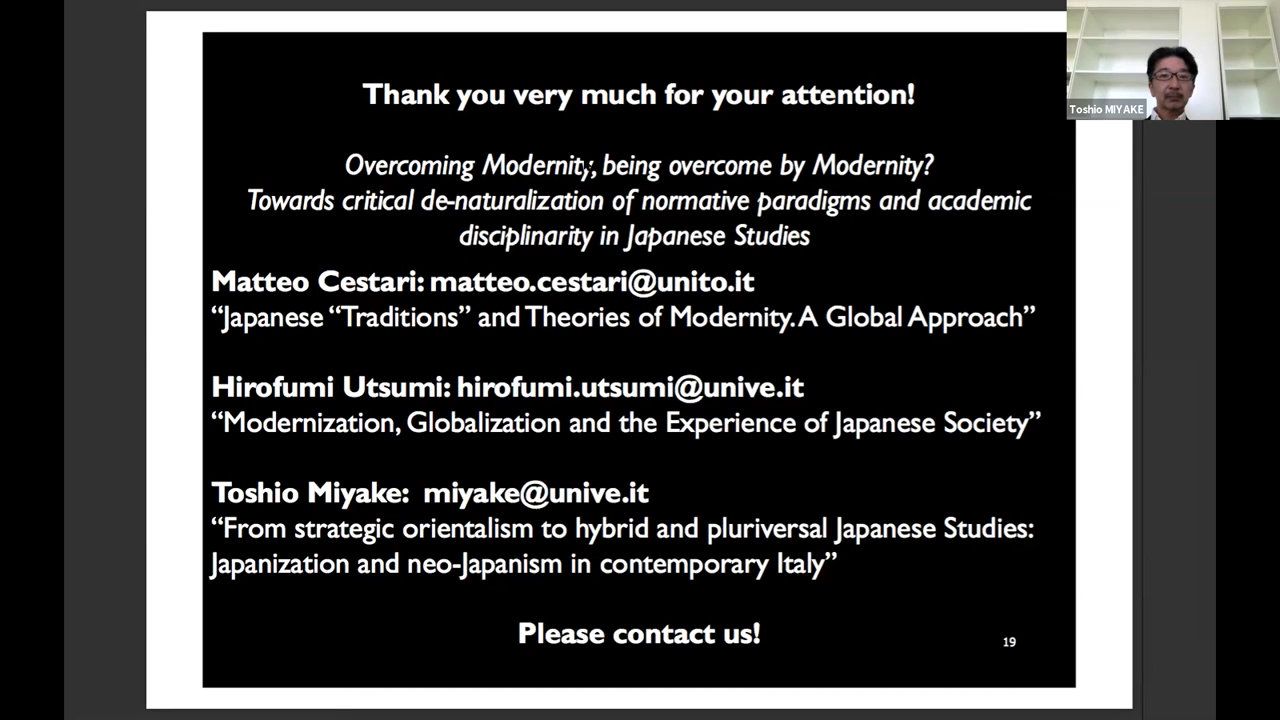 Thank you very much for your attention!
Toshio MIYAKE
Overcoming Modernity, being overcome by Modernity?
Towards critical de-naturalization of normative paradigms and academic
disciplinarity in Japanese Studies
Matteo Cestari: matteo.cestari@unito.it
“Japanese “Traditions” and Theories of Modernity. A Global Approach”
Hirofumi Utsumi: hirofumi.utsumi@unive.it
“Modernization, Globalization and the Experience of Japanese Society”
Toshio Miyake: miyake@unive.it
“From strategic orientalism to hybrid and pluriversal Japanese Studies:
Japanization and neo-Japanism in contemporary Italy”
Please contact us!
19